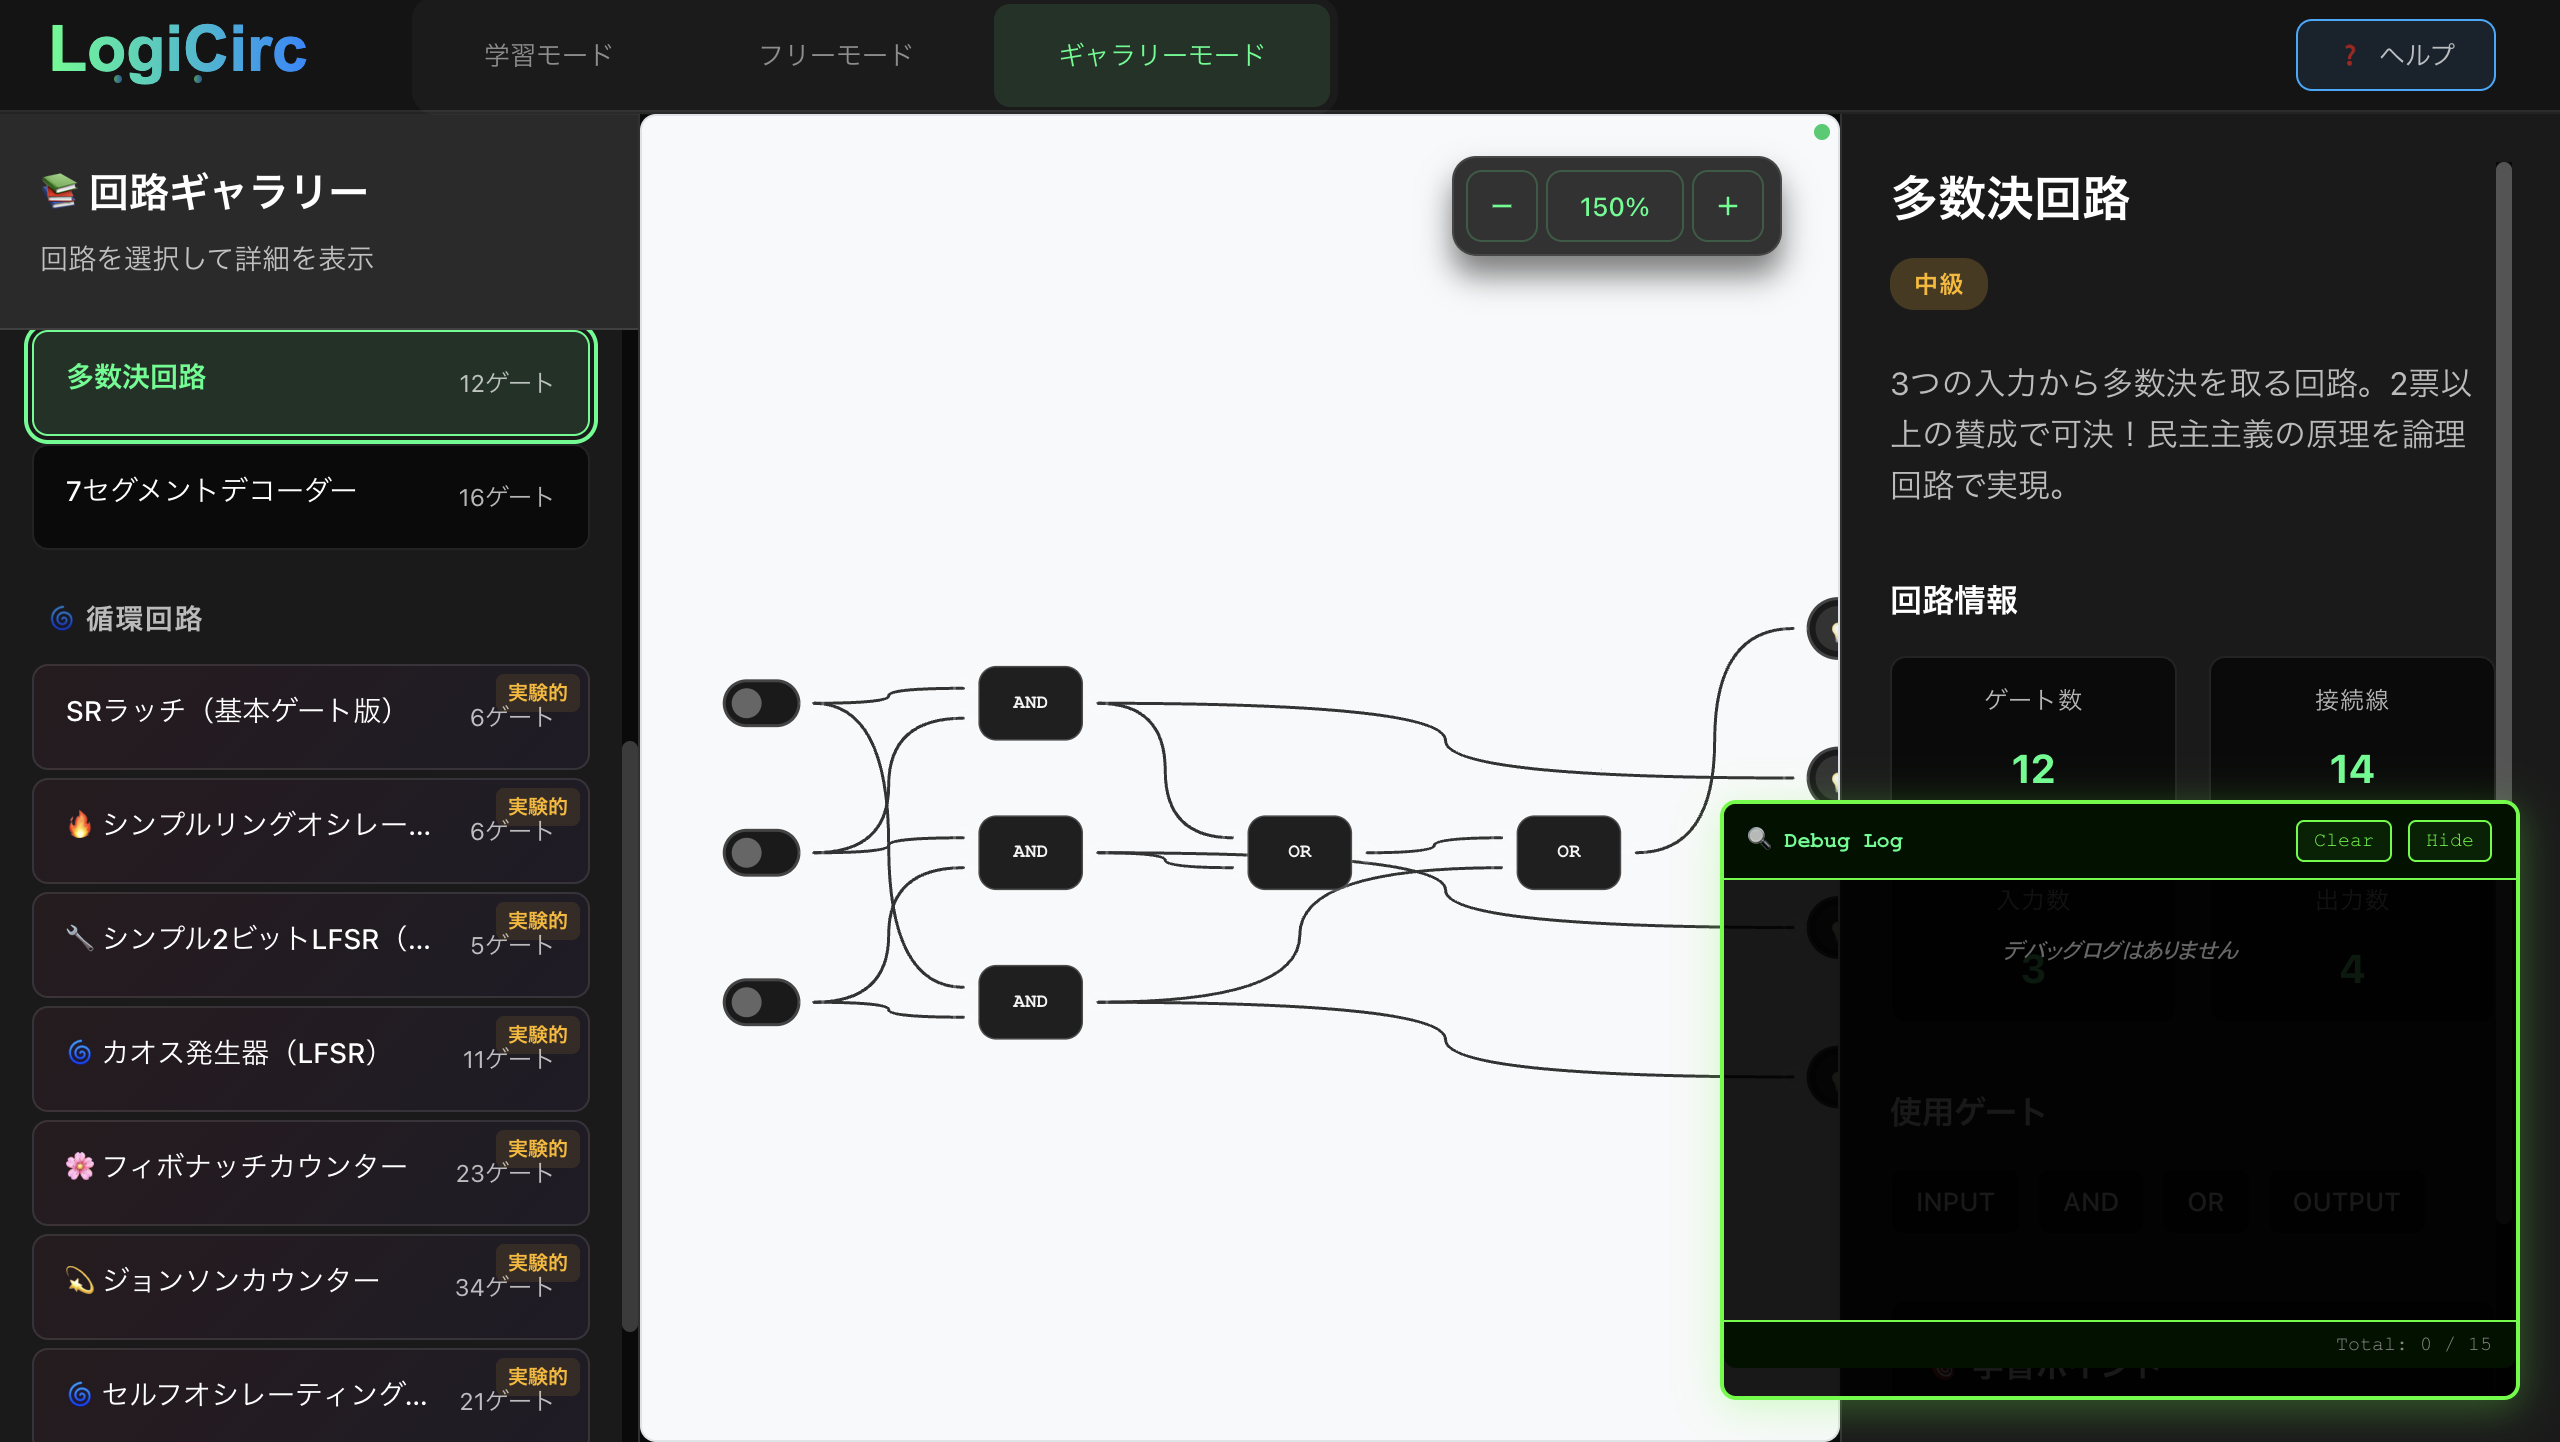 LogiCirc
学習モード
フリーモード
ギャラリーモード
❓ ヘルプ
📚 回路ギャラリー
回路を選択して詳細を表示
多数決回路
12ゲート
7セグメントデコーダー
16ゲート
🌀 循環回路
SRラッチ（基本ゲート版）
実験的
6ゲート
🔥 シンプルリングオシレー...
実験的
6ゲート
🔧 シンプル2ビットLFSR（...
実験的
5ゲート
🌀 カオス発生器（LFSR）
実験的
11ゲート
🌸 フィボナッチカウンター
実験的
23ゲート
💫 ジョンソンカウンター
実験的
34ゲート
🌀 セルフオシレーティング...
実験的
21ゲート
−
150%
+
AND
AND
AND
OR
OR
多数決回路
中級
3つの入力から多数決を取る回路。2票以
上の賛成で可決！民主主義の原理を論理
回路で実現。
回路情報
ゲート数
12
接続線
14
🔍 Debug Log
Clear
Hide
入力数
3
出力数
4
デバッグログはありません
使用ゲート
INPUT
AND
OR
OUTPUT
Total: 0 / 15
学習ポイント